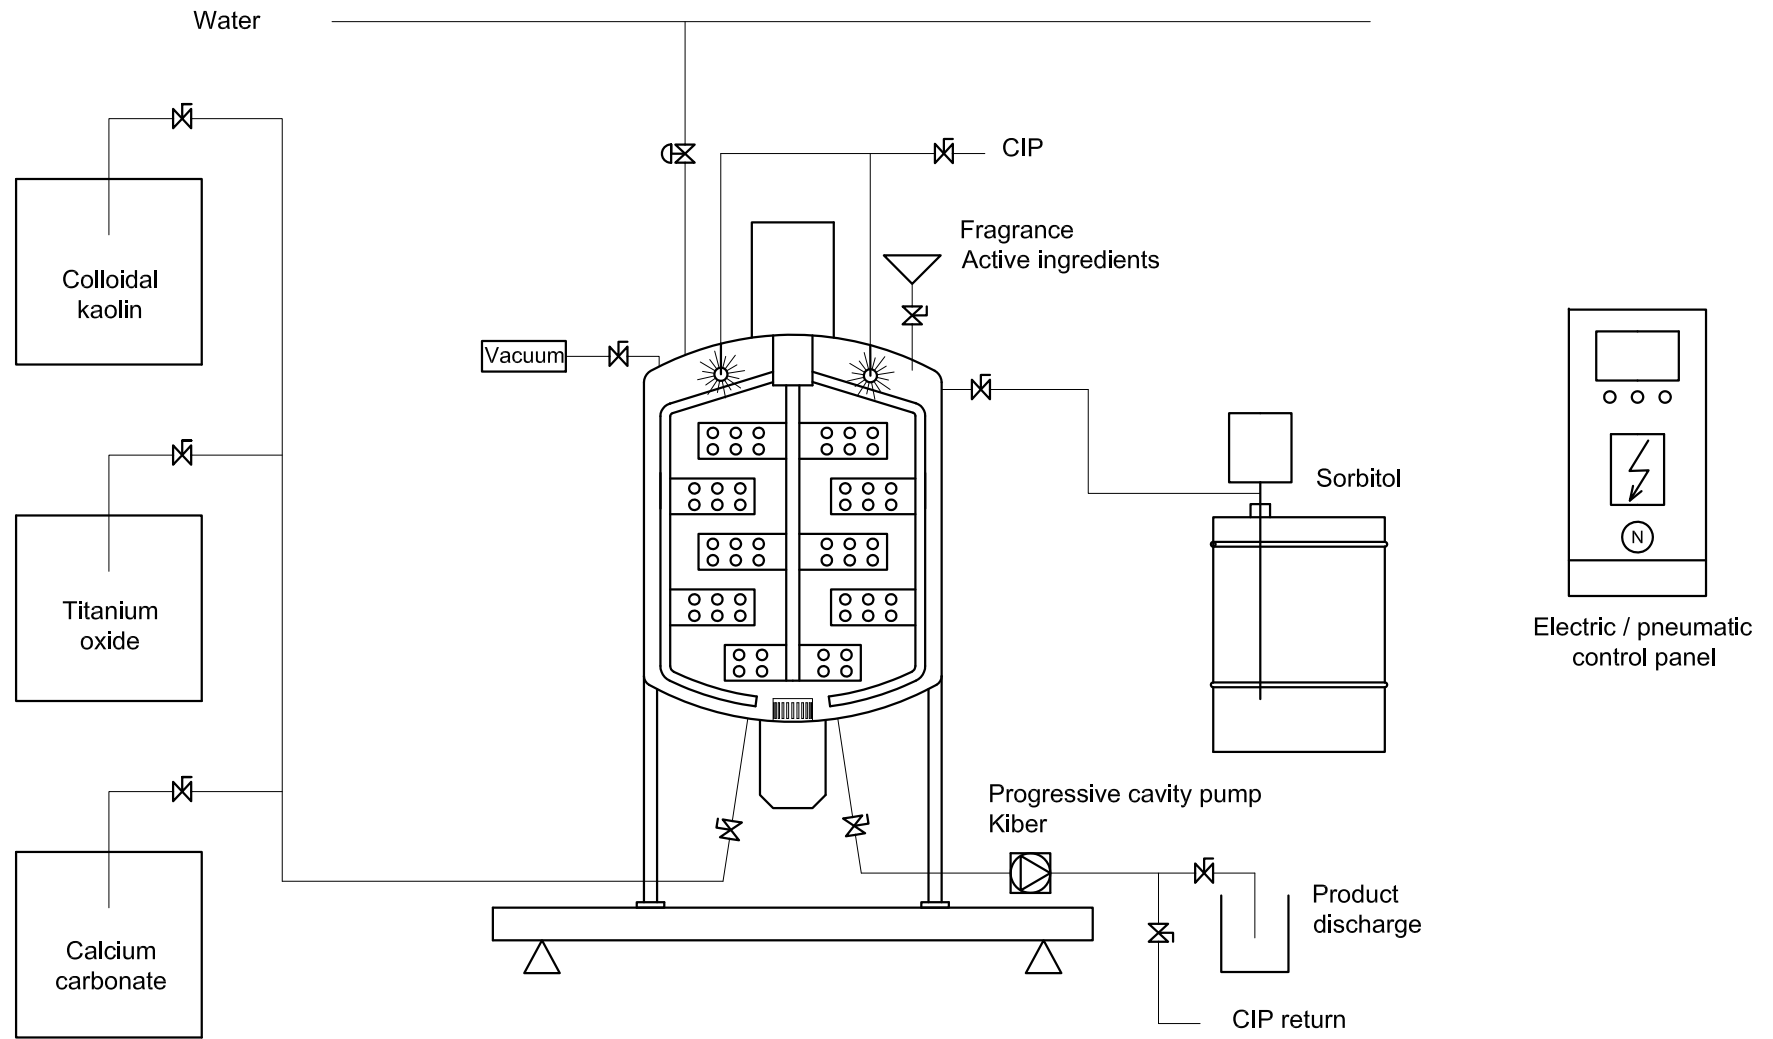 Water
CIP
Fragrance
Active ingredients
Colloidal
kaolin
Vacuum
Sorbitol
N
Titanium
oxide
Electric / pneumatic
control panel
Progressive cavity pump
Kiber
Product
discharge
Calcium
carbonate
CIP return